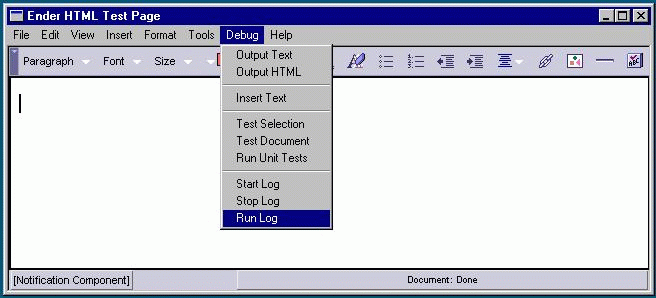 Ender HTML Test Page
File Edit View Insert Format Tools Debug Help
Paragraph Font Size
Output Text
Output HTML
Insert Text
Test Selection
Test Document
Run Unit Tests
Start Log
Stop Log
Run Log
[Notification Component] Document: Done